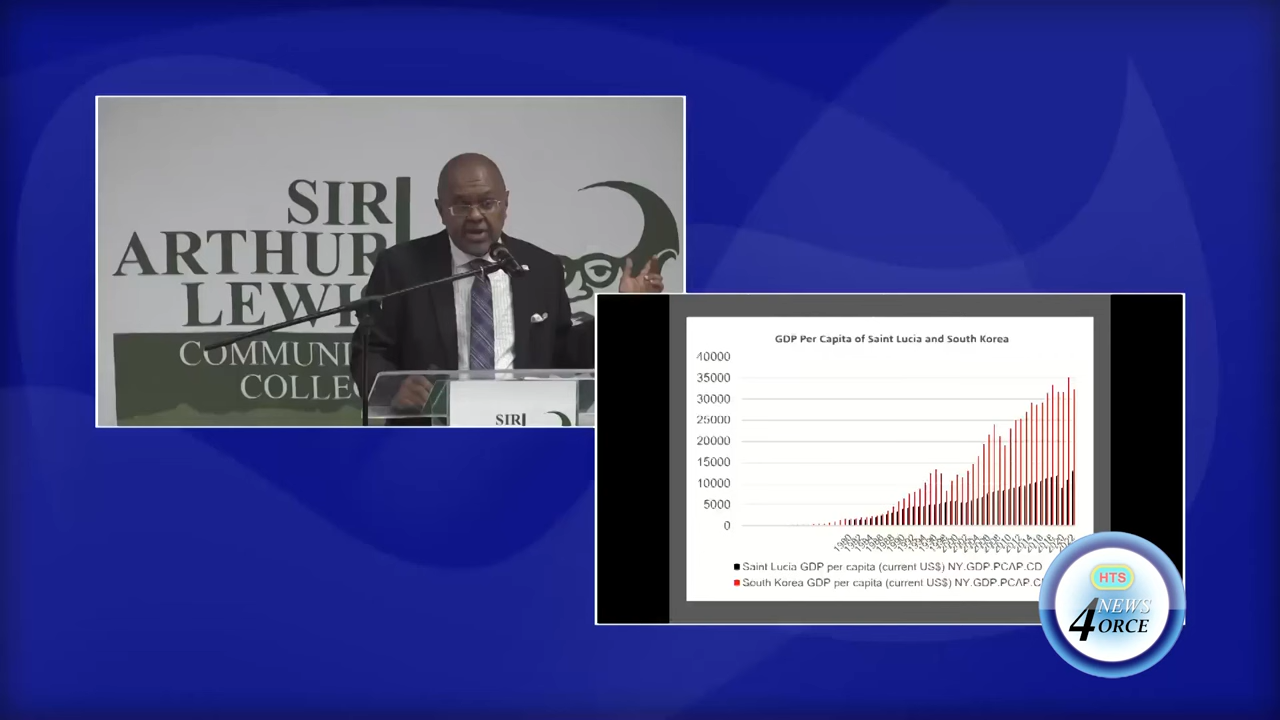 SIR
ARTHUR
LEWI
COMMUNI
COLLEG
SIR
GDP Per Capita of Saint Lucia and South Korea
40000
35000
30000
25000
20000
15000
10000
5000
0
Saint Lucia GDP per capita (current US$) NY.GDP.PCAP.CD
South Korea GDP per capita (current US$) NY.GDP.PCAP.C
HTS
NEWS
4ORCE